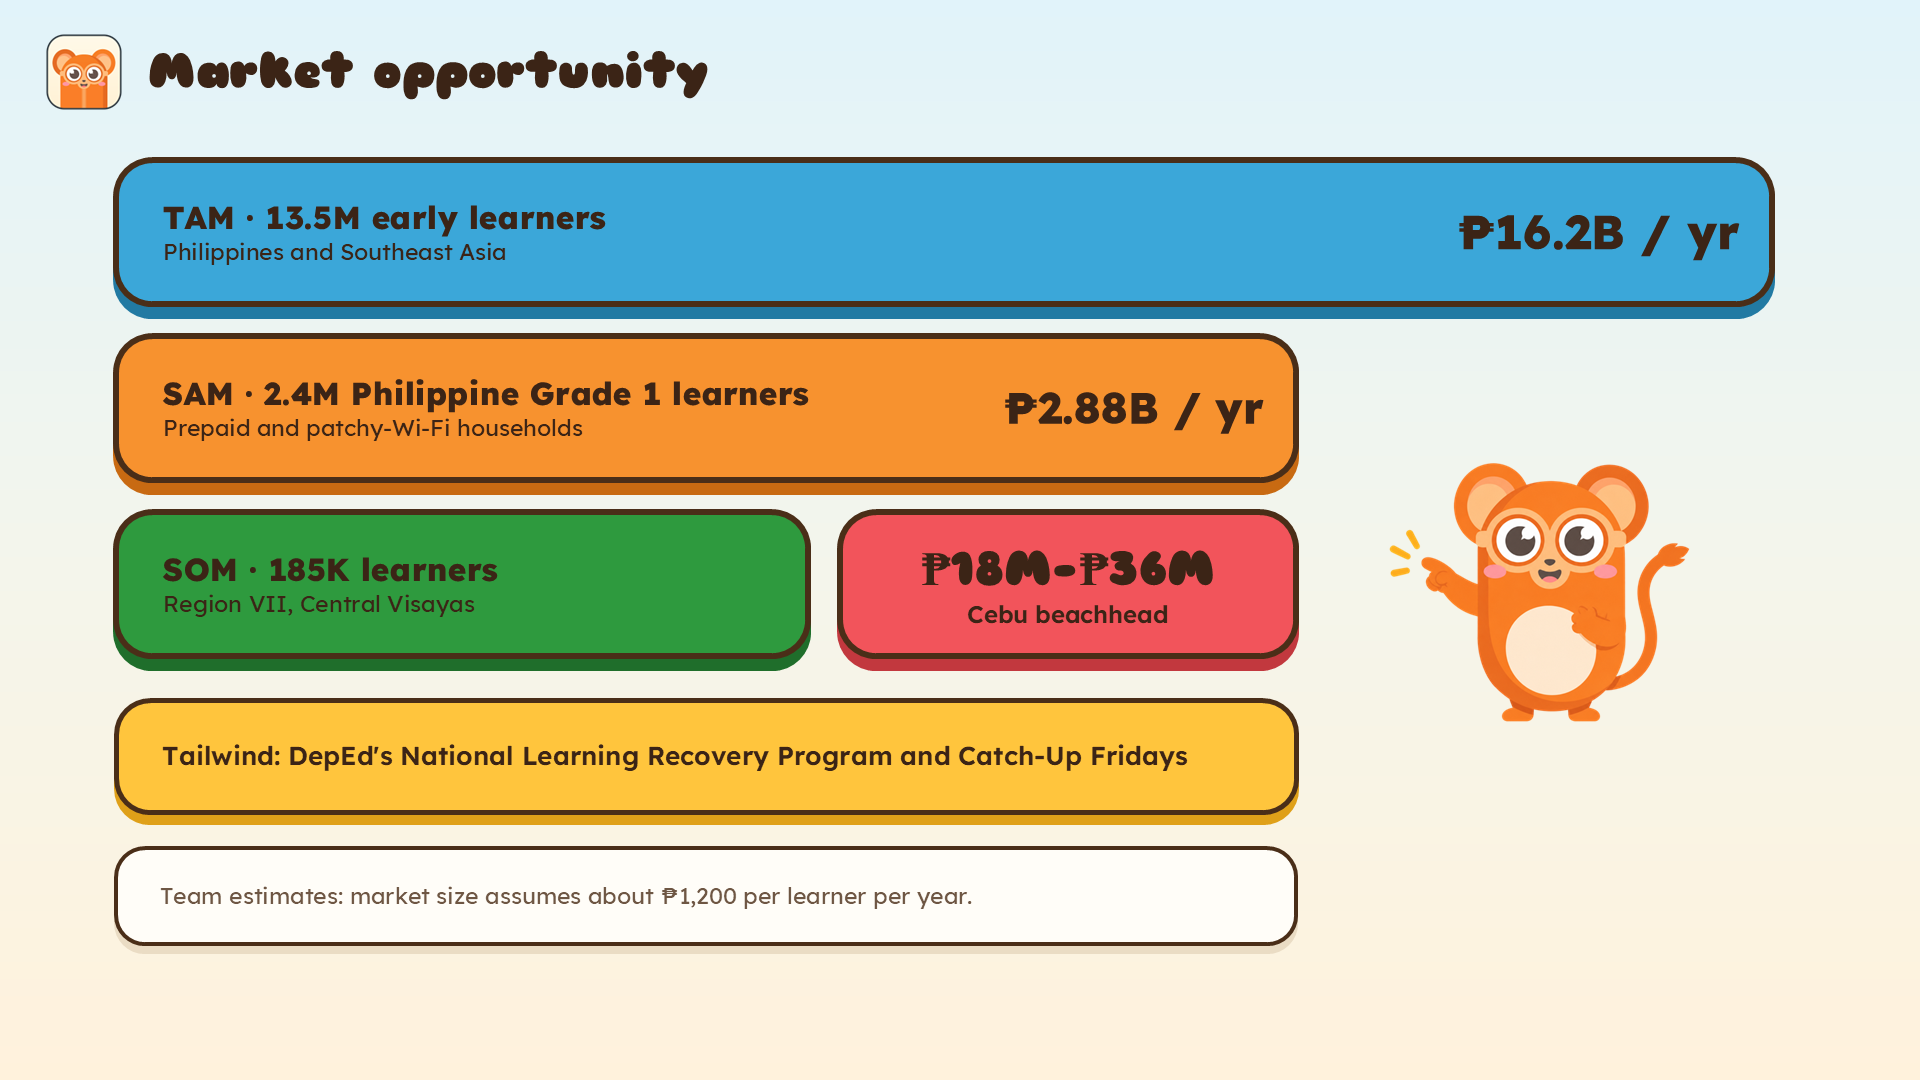 Market opportunity
TAM · 13.5M early learners
Philippines and Southeast Asia
₱16.2B / yr
SAM · 2.4M Philippine Grade 1 learners
Prepaid and patchy-Wi-Fi households
₱2.88B / yr
SOM · 185K learners
Region VII, Central Visayas
₱18M–₱36M
Cebu beachhead
Tailwind: DepEd's National Learning Recovery Program and Catch-Up Fridays
Team estimates: market size assumes about ₱1,200 per learner per year.